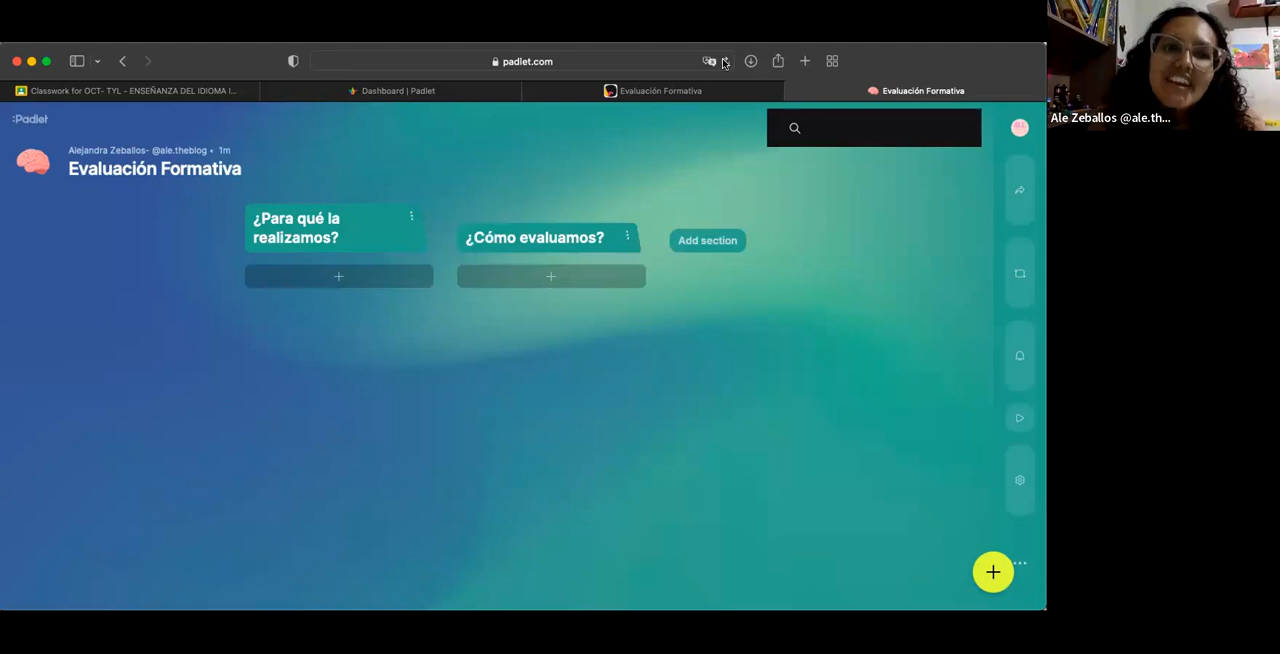 padlet.com
Classwork for OCT- TYL - ENSEÑANZA DEL IDIOMA I...
Dashboard | Padlet
Evaluación Formativa
Evaluación Formativa
:Padlet
Alejandra Zeballos- @ale.theblog • 1m
Evaluación Formativa
¿Para qué la
realizamos?
¿Cómo evaluamos?
Add section
Ale Zeballos @ale.th...